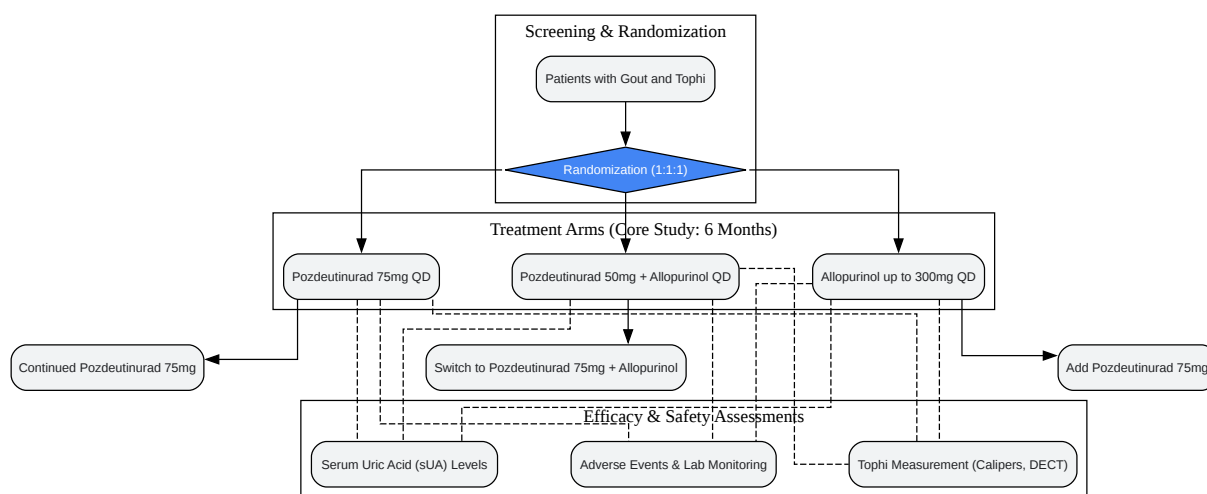 Screening & Randomization
Patients with Gout and Tophi
Randomization (1:1:1)
Treatment Arms (Core Study: 6 Months)
Pozdeutinurad 75mg QD
Pozdeutinurad 50mg + Allopurinol QD
Allopurinol up to 300mg QD
Continued Pozdeutinurad 75mg
Switch to Pozdeutinurad 75mg + Allopurinol
Add Pozdeutinurad 75mg
Efficacy & Safety Assessments
Serum Uric Acid (sUA) Levels
Adverse Events & Lab Monitoring
Tophi Measurement (Calipers, DECT)